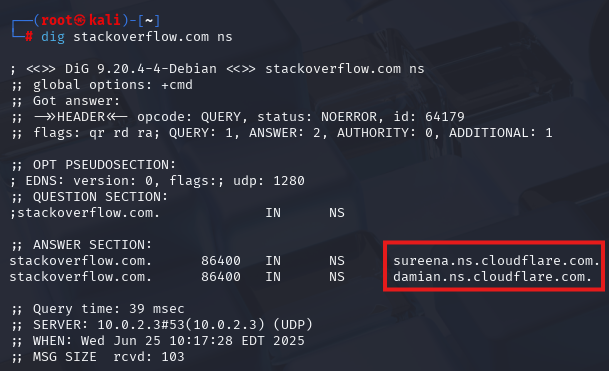 ┌──(root㉿kali)-[~]
└─# dig stackoverflow.com ns
; <<>> DiG 9.20.4-4-Debian <<>> stackoverflow.com ns
;; global options: +cmd
;; Got answer:
;; ->>HEADER<<- opcode: QUERY, status: NOERROR, id: 64179
;; flags: qr rd ra; QUERY: 1, ANSWER: 2, AUTHORITY: 0, ADDITIONAL: 1
;; OPT PSEUDOSECTION:
; EDNS: version: 0, flags:; udp: 1280
;; QUESTION SECTION:
;stackoverflow.com. IN NS
;; ANSWER SECTION:
stackoverflow.com. 86400 IN NS sureena.ns.cloudflare.com.
stackoverflow.com. 86400 IN NS damian.ns.cloudflare.com.
;; Query time: 39 msec
;; SERVER: 10.0.2.3#53(10.0.2.3) (UDP)
;; WHEN: Wed Jun 25 10:17:28 EDT 2025
;; MSG SIZE rcvd: 103